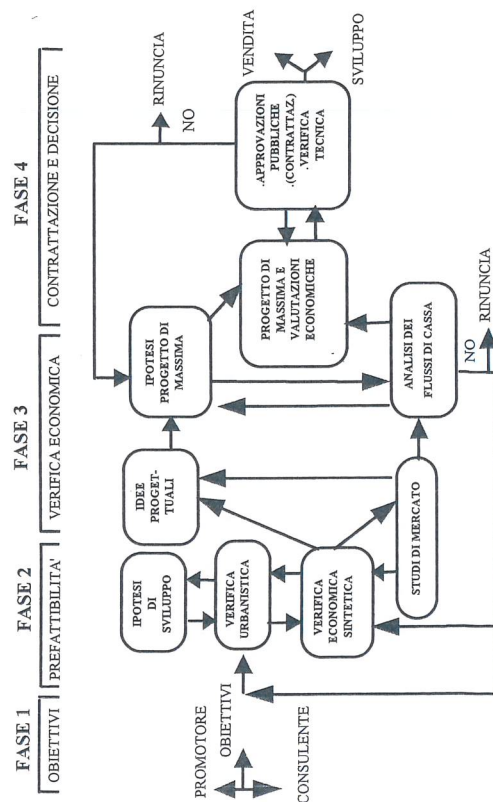 FASE 1
FASE 2
FASE 3
FASE 4
OBIETTIVI
PREFATTIBILITA'
VERIFICA ECONOMICA
CONTRATTAZIONE E DECISIONE
PROMOTORE
OBIETTIVI
CONSULENTE
IPOTESI
DI
SVILUPPO
VERIFICA
URBANISTICA
VERIFICA
ECONOMICA
SINTETICA
IDEE
PROGET-
TUALI
STUDI DI MERCATO
IPOTESI
PROGETTO DI
MASSIMA
ANALISI DEI
FLUSSI DI CASSA
NO
RINUNCIA
PROGETTO DI
MASSIMA E
VALUTAZIONI
ECONOMICHE
.APPROVAZIONI
PUBBLICHE
.(CONTRATTAZ.)
.VERIFICA
TECNICA
NO
RINUNCIA
VENDITA
SVILUPPO